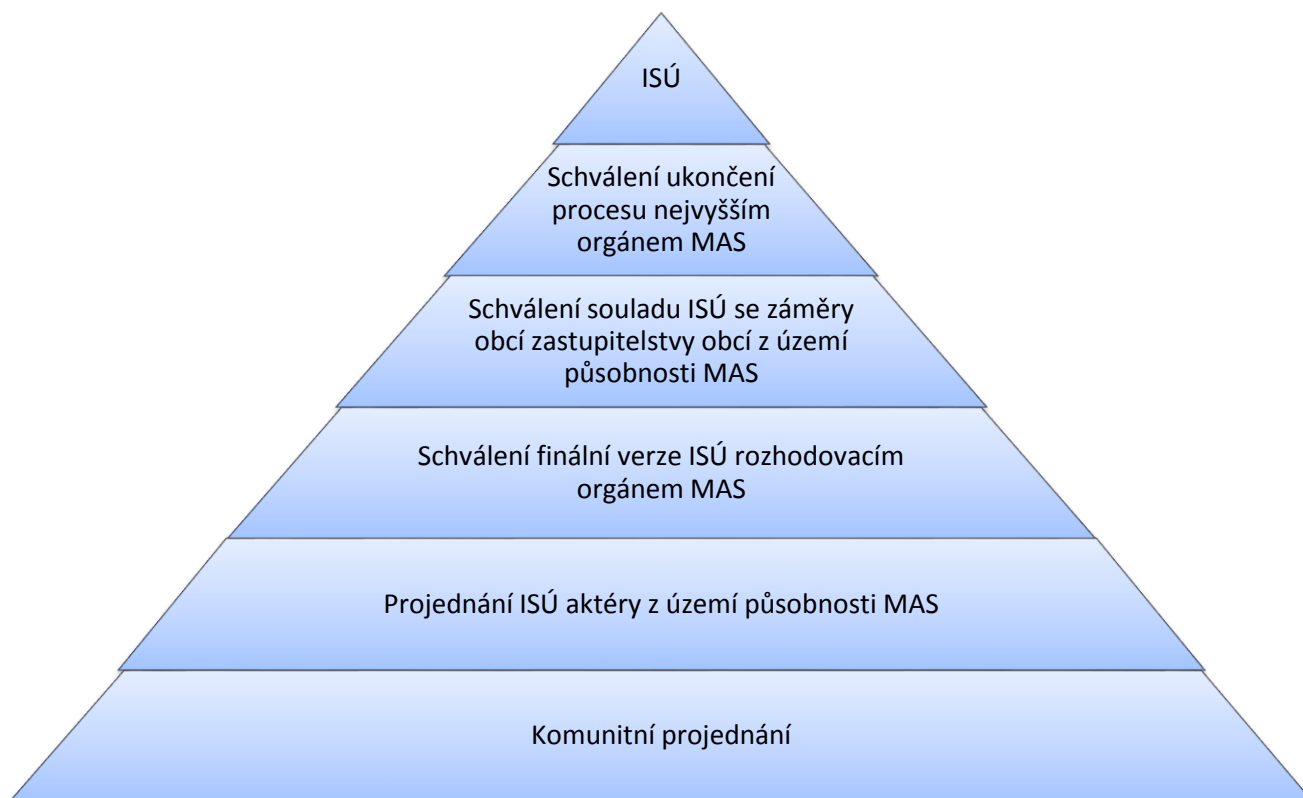 ISÚ
Schválení ukončení
procesu nejvyšším
orgánem MAS
Schválení souladu ISÚ se záměry
obcí zastupitelstvy obcí z území
působnosti MAS
Schválení finální verze ISÚ rozhodovacím
orgánem MAS
Projednání ISÚ aktéry z území působnosti MAS
Komunitní projednání